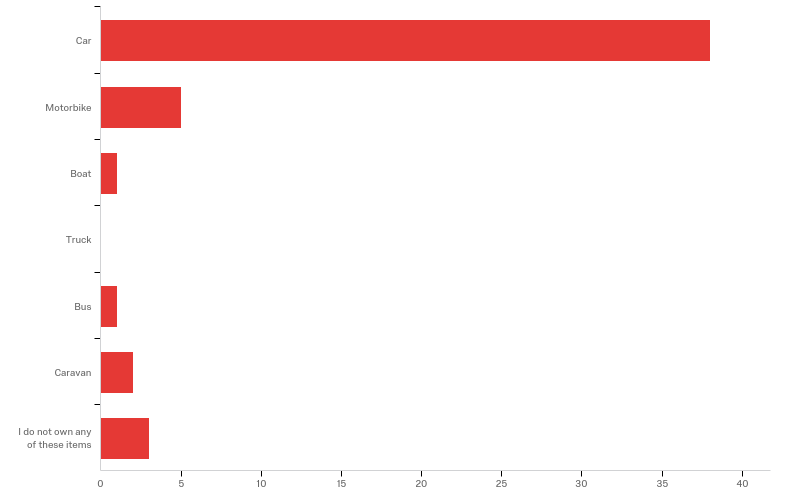 Car
Motorbike
Boat
Truck
Bus
Caravan
I do not own any
of these items
0 5 10 15 20 25 30 35 40